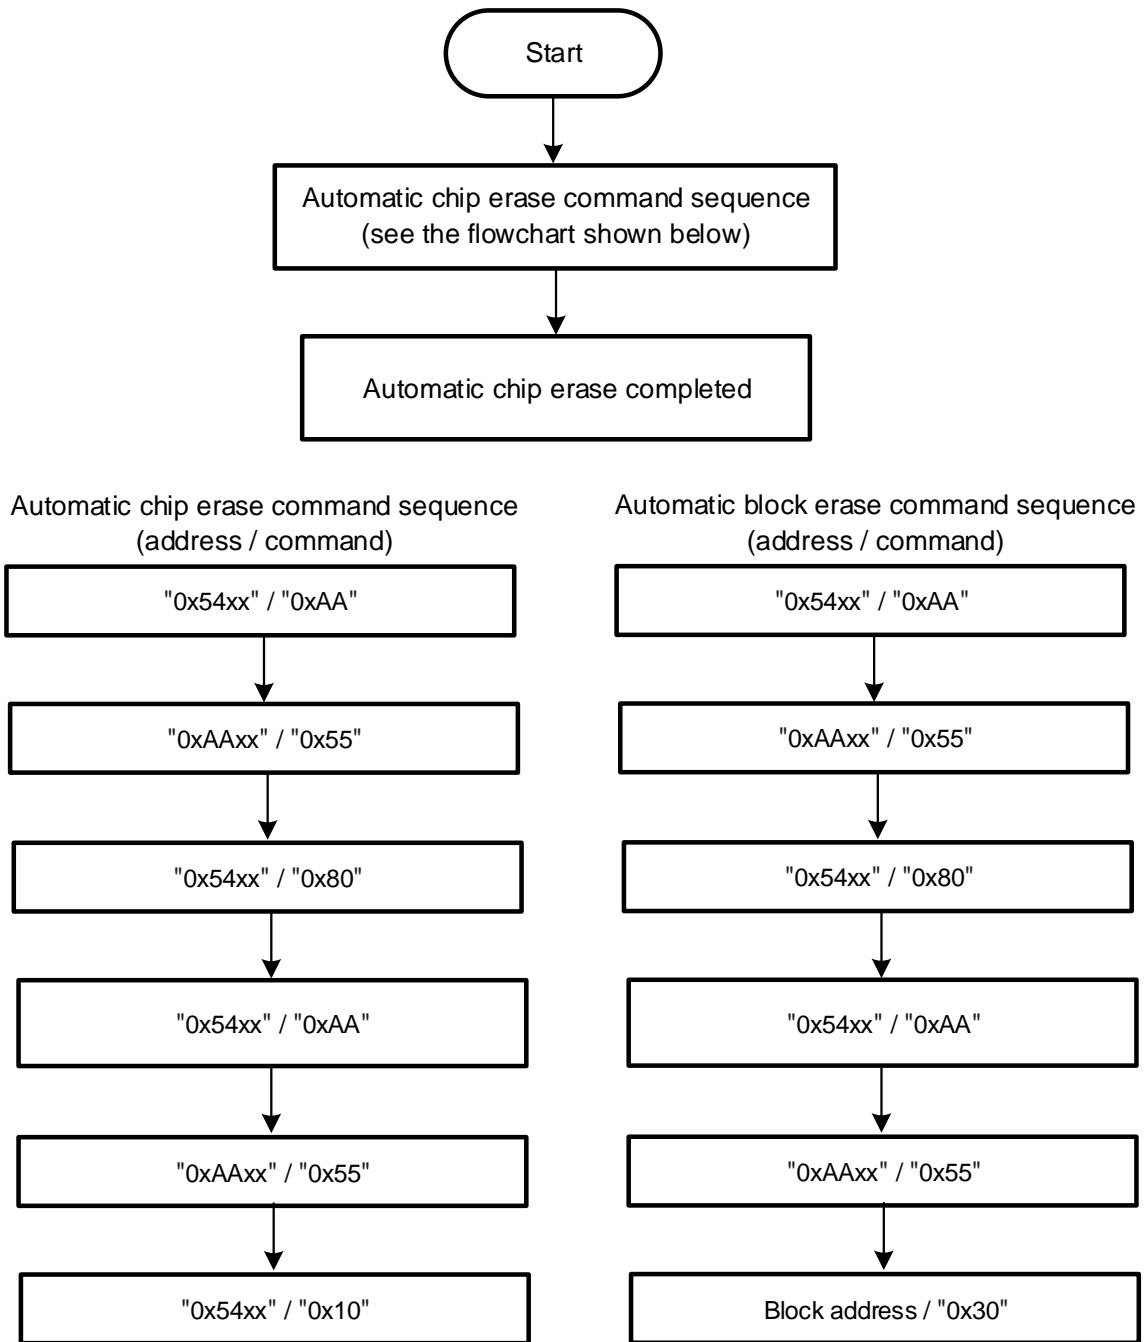 Start
Automatic chip erase command sequence
(see the flowchart shown below)
Automatic chip erase completed
Automatic chip erase command sequence
(address / command)
"0x54xx" / "0xAA"
"0xAAxx" / "0x55"
"0x54xx" / "0x80"
"0x54xx" / "0xAA"
"0xAAxx" / "0x55"
"0x54xx" / "0x10"
Automatic block erase command sequence
(address / command)
"0x54xx" / "0xAA"
"0xAAxx" / "0x55"
"0x54xx" / "0x80"
"0x54xx" / "0xAA"
"0xAAxx" / "0x55"
Block address / "0x30"